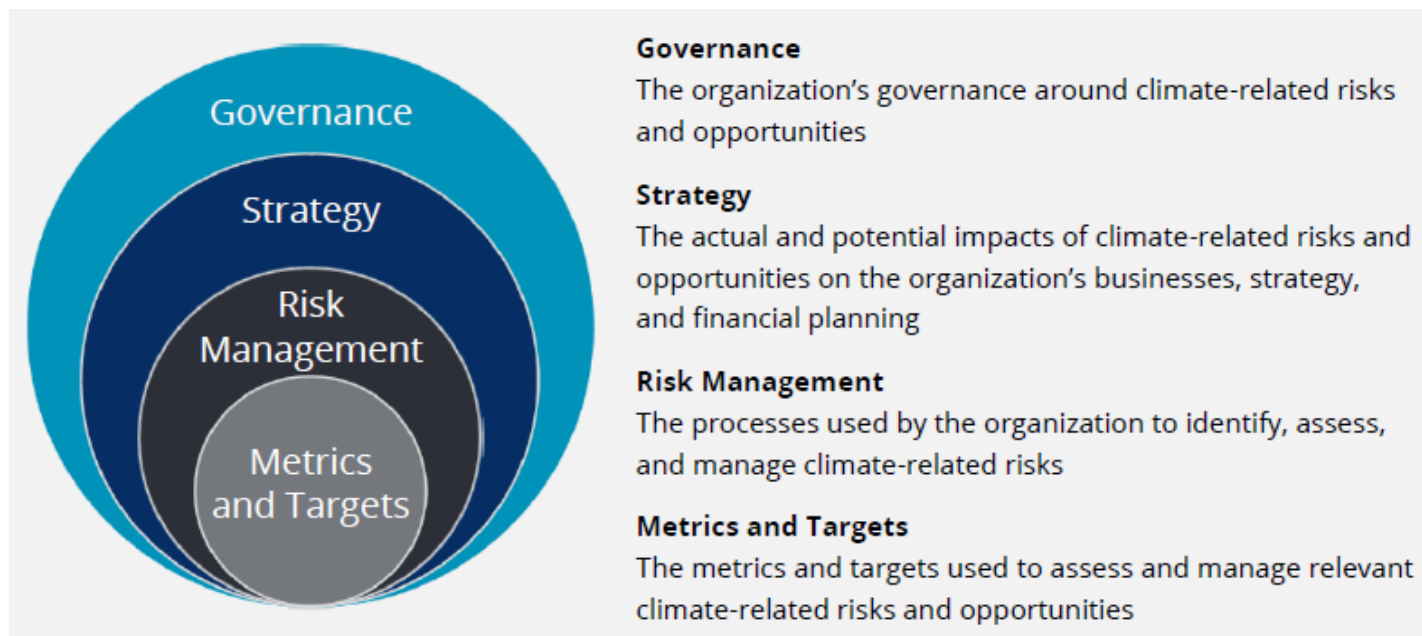 Governance
Strategy
Risk
Management
Metrics
and Targets
Governance
The organization’s governance around climate-related risks
and opportunities
Strategy
The actual and potential impacts of climate-related risks and
opportunities on the organization’s businesses, strategy,
and financial planning
Risk Management
The processes used by the organization to identify, assess,
and manage climate-related risks
Metrics and Targets
The metrics and targets used to assess and manage relevant
climate-related risks and opportunities